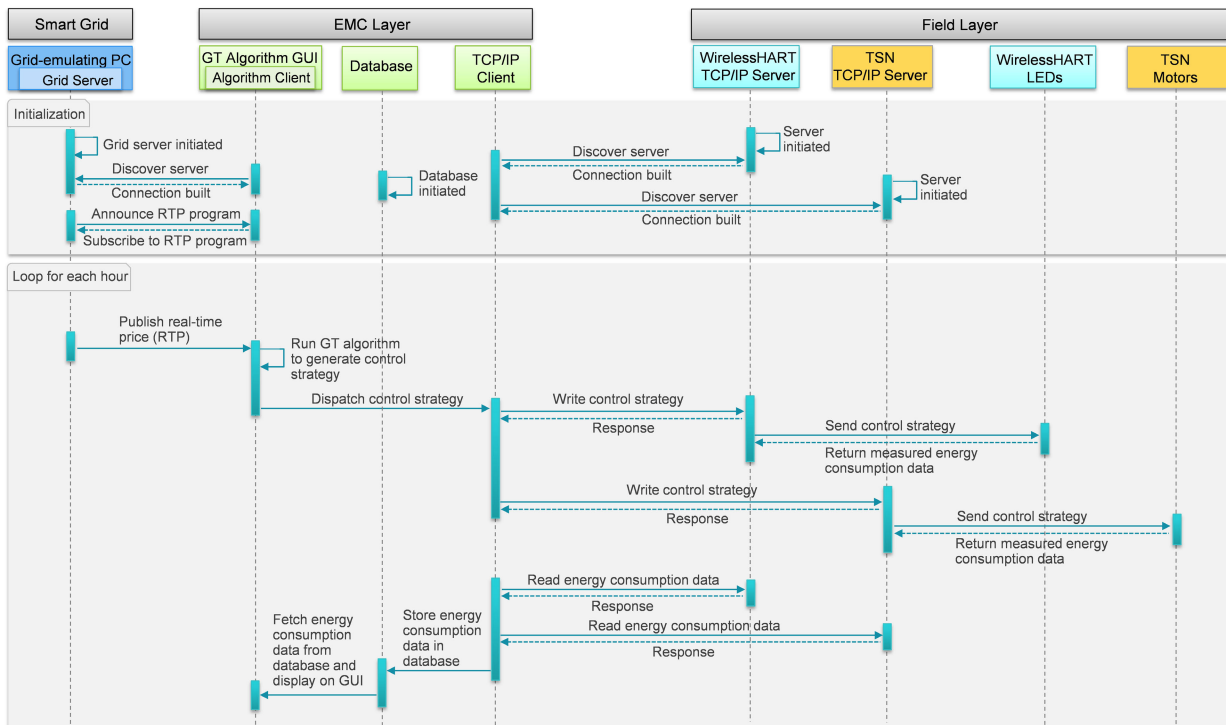 Smart Grid
EMC Layer
Field Layer
Grid-emulating PC
Grid Server
GT Algorithm GUI
Algorithm Client
Database
TCP/IP
Client
WirelessHART
TCP/IP Server
TSN
TCP/IP Server
WirelessHART
LEDs
TSN
Motors
Initialization
Grid server initiated
Discover server
Connection built
Announce RTP program
Subscribe to RTP program
Database
initiated
Discover server
Connection built
Server
initiated
Discover server
Connection built
Server
initiated
Loop for each hour
Publish real-time
price (RTP)
Run GT algorithm
to generate control
strategy
Dispatch control strategy
Write control strategy
Response
Send control strategy
Return measured energy
consumption data
Write control strategy
Response
Send control strategy
Return measured energy
consumption data
Read energy consumption data
Response
Read energy consumption data
Response
Store energy
consumption
data in
database
Fetch energy
consumption
data from
database and
display on GUI